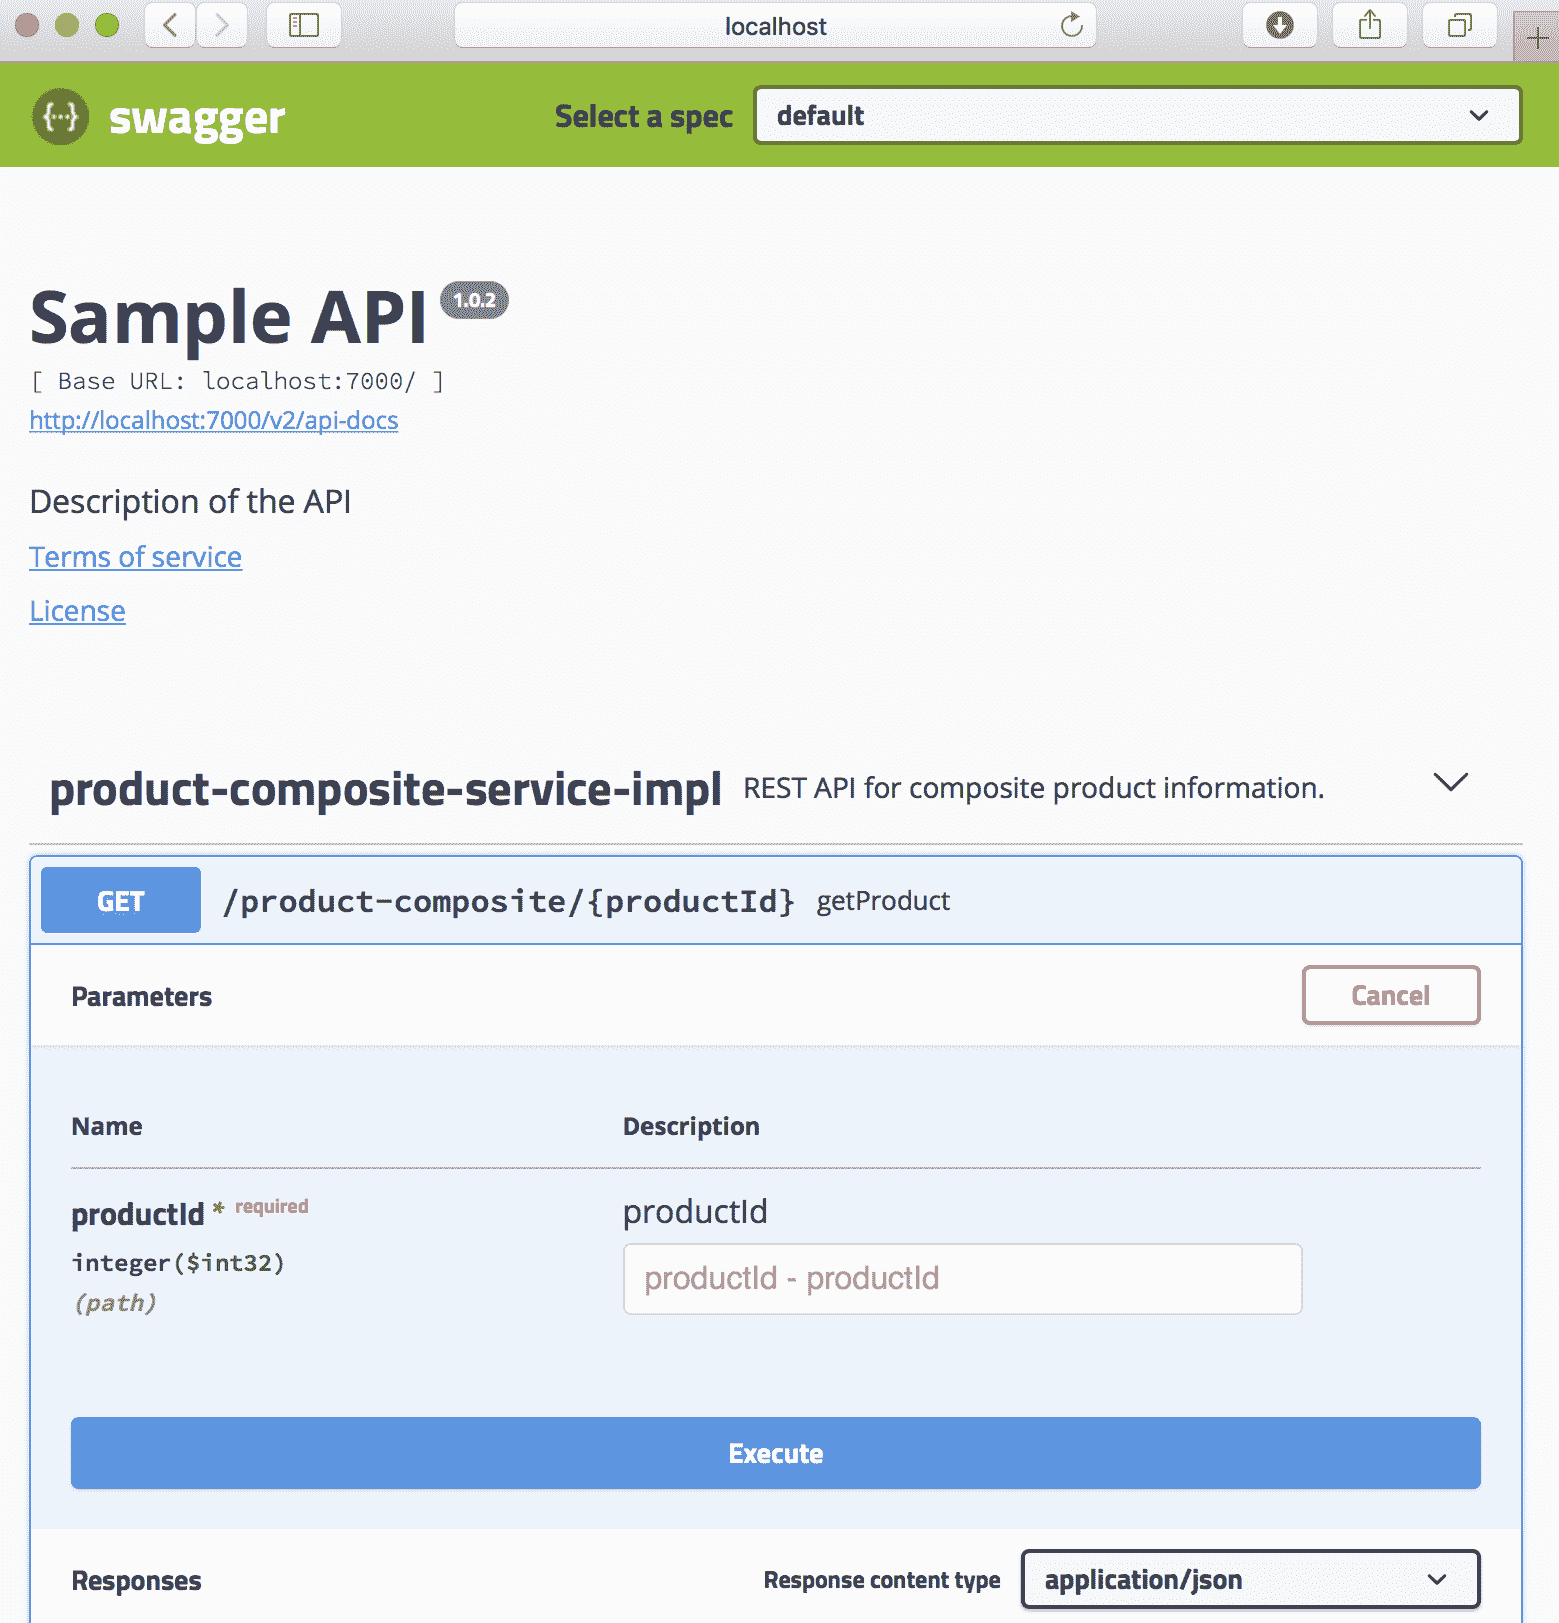 localhost
swagger
Select a spec
default
Sample API 1.0.2
[ Base URL: localhost:7000/ ]
http://localhost:7000/v2/api-docs
Description of the API
Terms of service
License
product-composite-service-impl REST API for composite product information.
GET /product-composite/{productId} getProduct
Parameters
Cancel
Name
Description
productId * required
integer($int32)
(path)
productId
productId - productId
Execute
Responses
Response content type
application/json